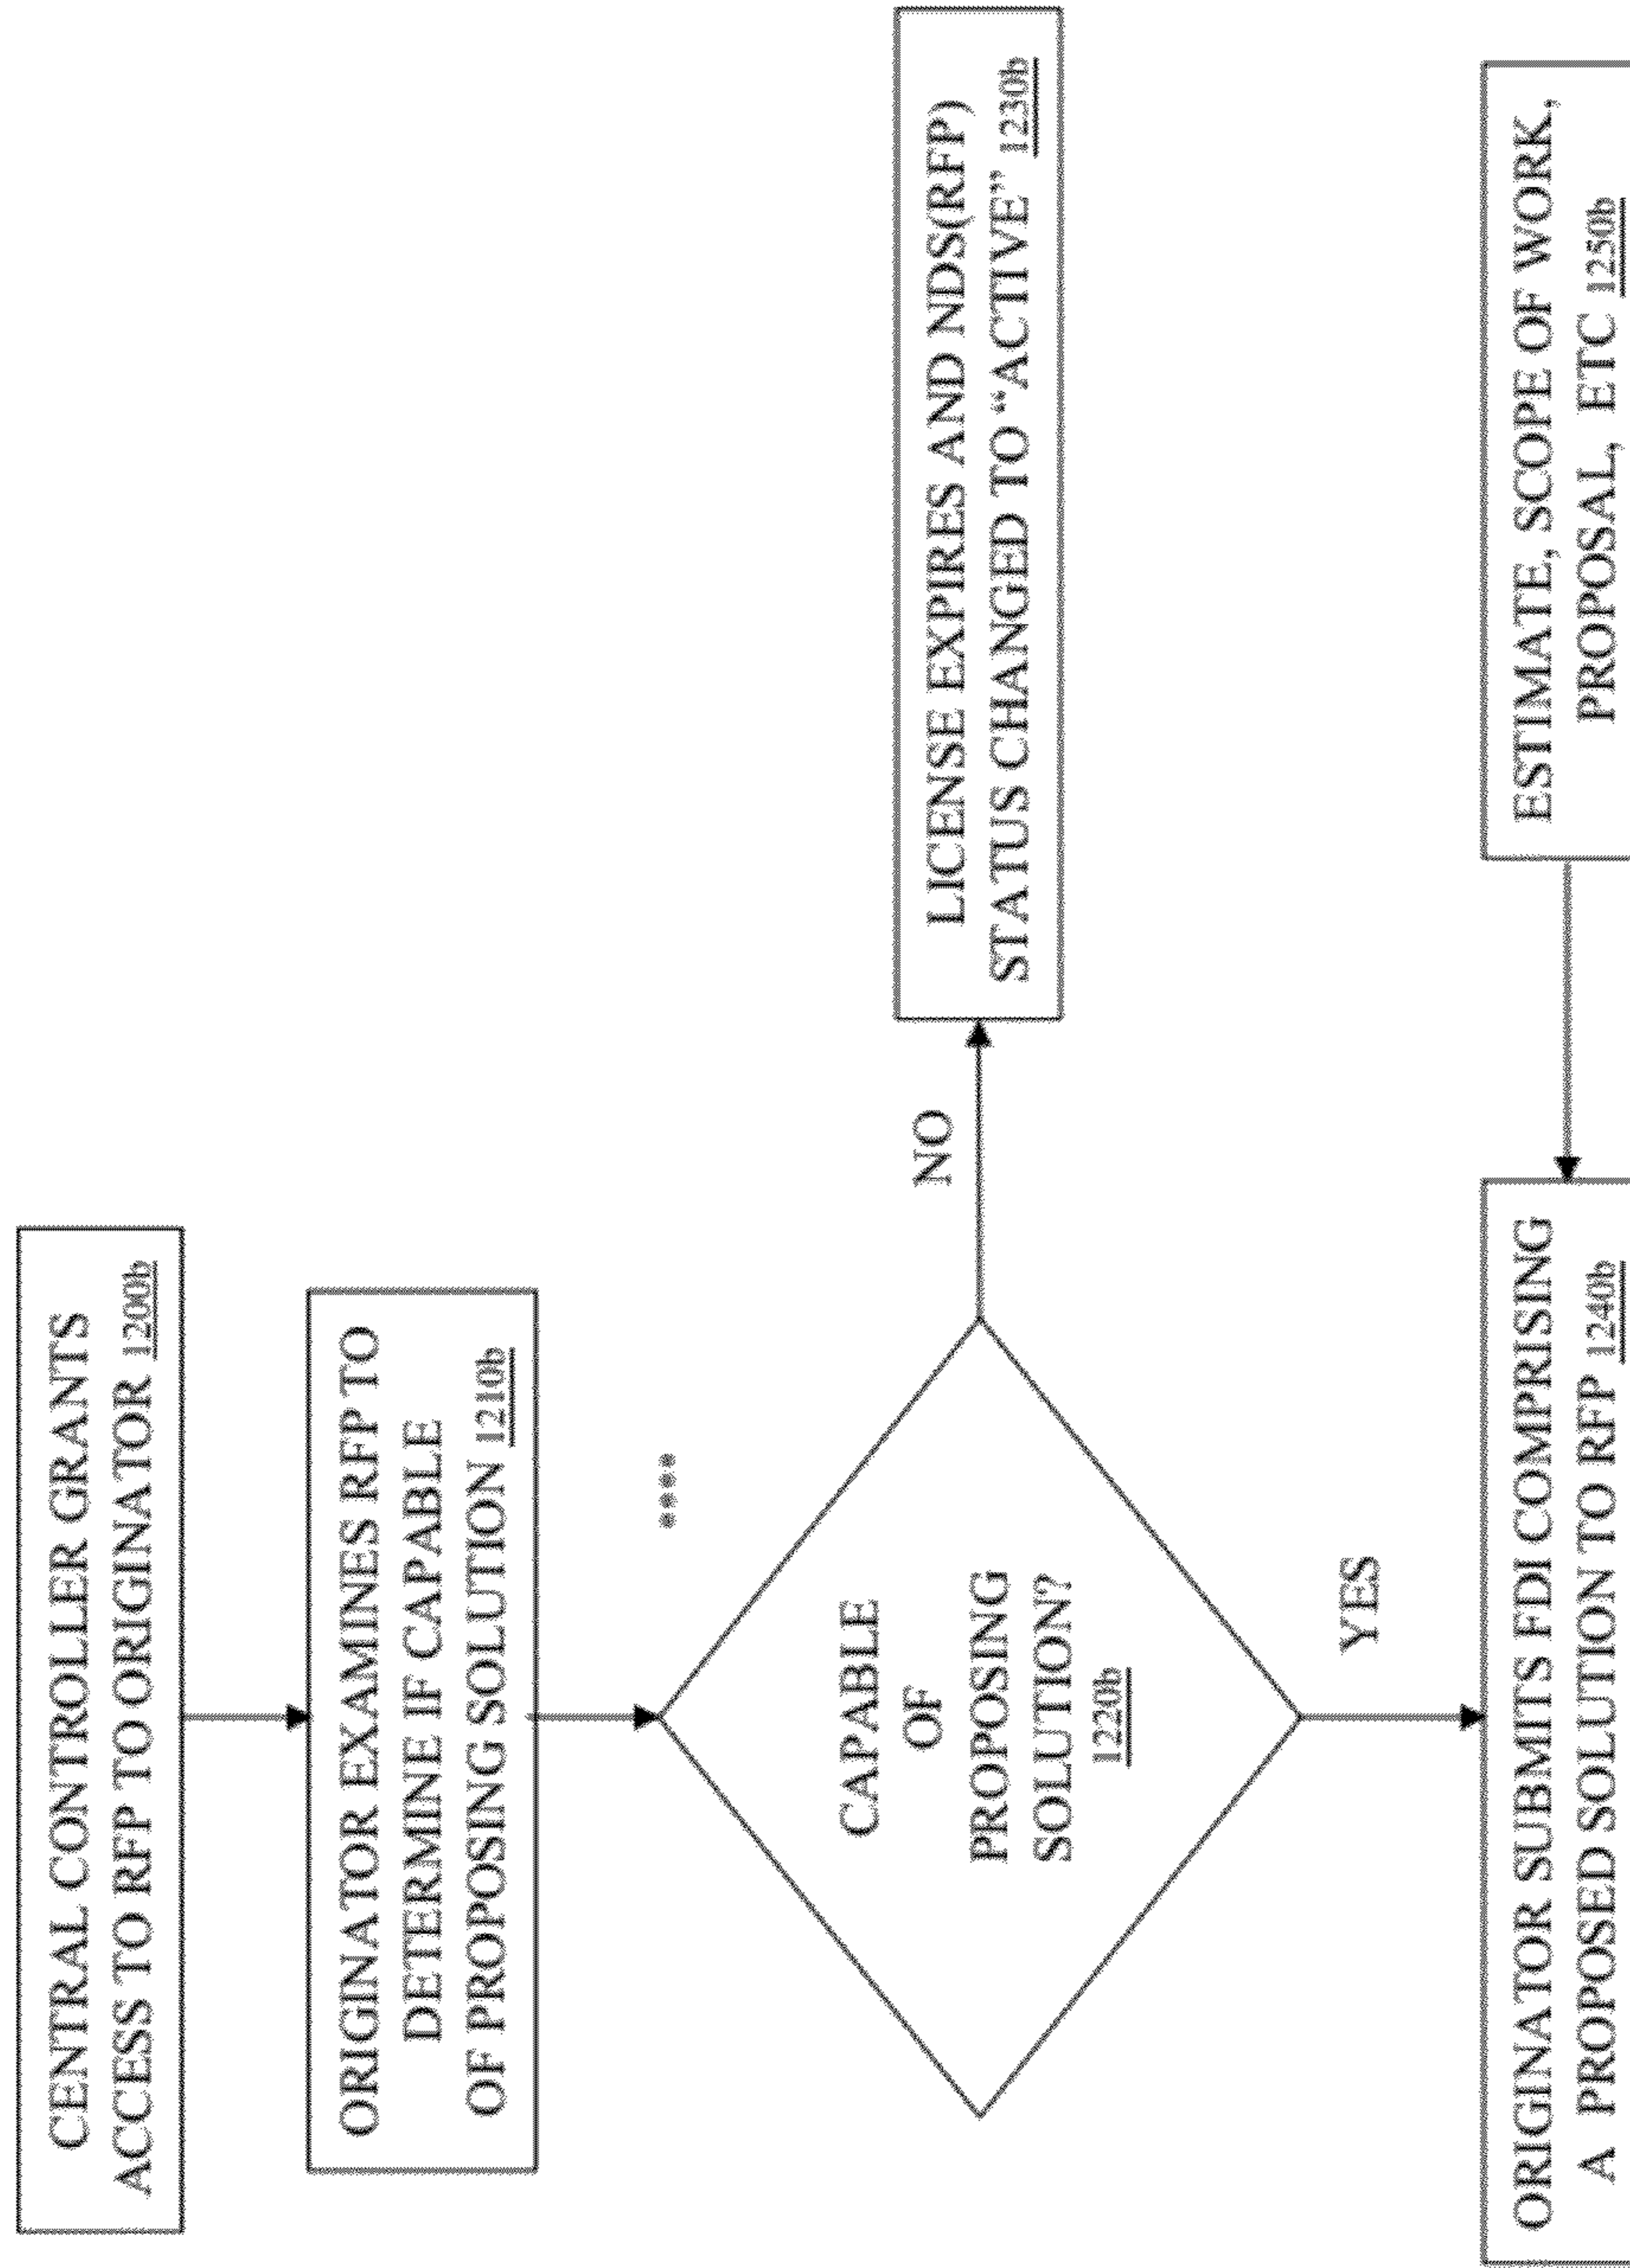 CENTRAL CONTROLLER GRANTS
ACCESS TO RFP TO ORIGINATOR 1200b
ORIGINATOR EXAMINES RFP TO
DETERMINE IF CAPABLE
OF PROPOSING SOLUTION 1210b
CAPABLE
OF
PROPOSING
SOLUTION?
1220b
NO
LICENSE EXPIRES AND NDS(RFP)
STATUS CHANGED TO “ACTIVE” 1230b
YES
ORIGINATOR SUBMITS FDI COMPRISING
A PROPOSED SOLUTION TO RFP 1240b
ESTIMATE, SCOPE OF WORK,
PROPOSAL, ETC 1250b